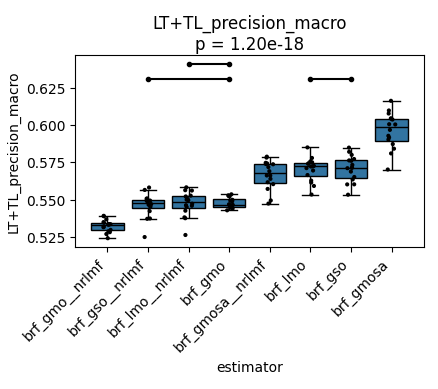 LT+TL_precision_macro
p = 1.20e-18
LT+TL_precision_macro
0.625
0.600
0.575
0.550
0.525
brf_gmo__nrlmf
brf_gso__nrlmf
brf_lmo__nrlmf
brf_gmo
brf_gmosa__nrlmf
brf_lmo
brf_gso
brf_gmosa
estimator